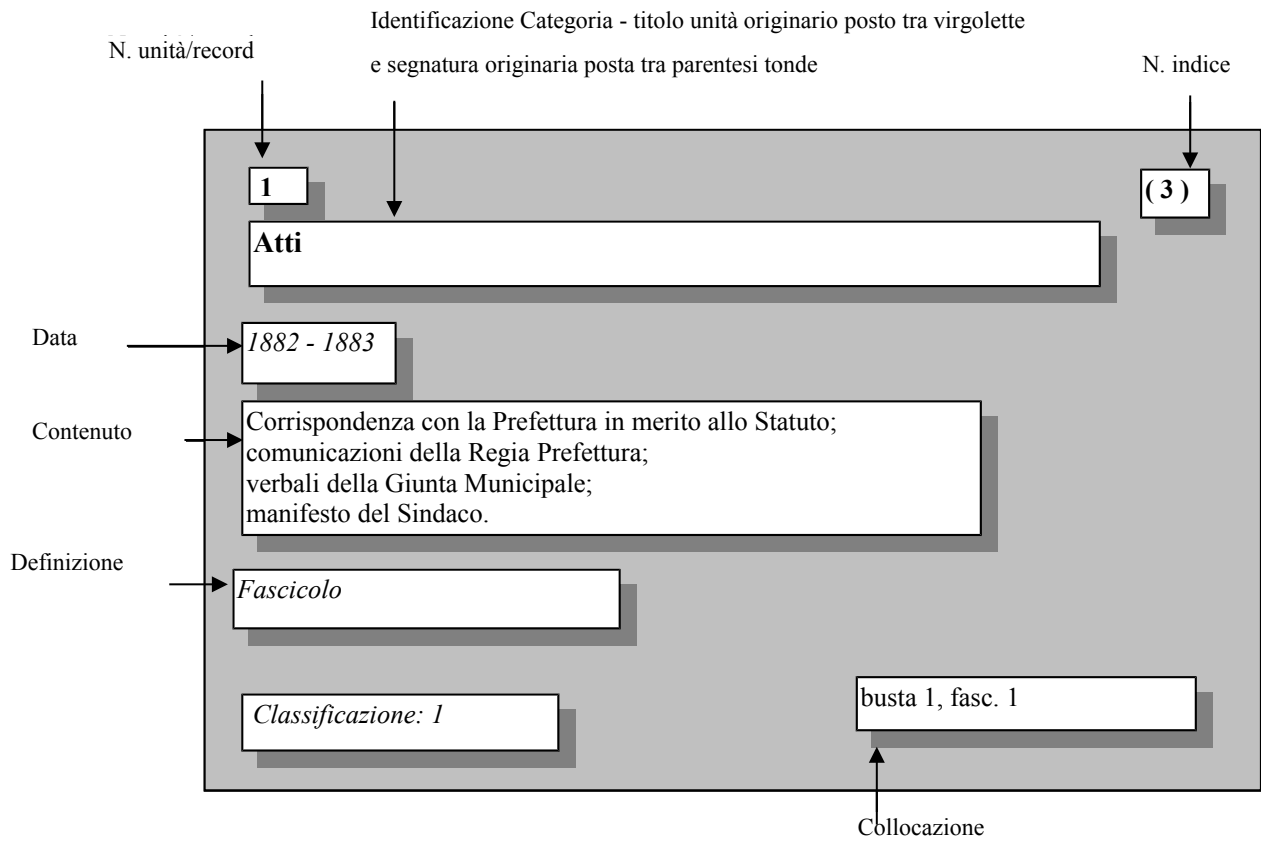 Identificazione Categoria - titolo unità originario posto tra virgolette
N. unità/record
e segnatura originaria posta tra parentesi tonde
N. indice
1
( 3 )
Atti
Data
1882 - 1883
Contenuto
Corrispondenza con la Prefettura in merito allo Statuto;
comunicazioni della Regia Prefettura;
verbali della Giunta Municipale;
manifesto del Sindaco.
Definizione
Fascicolo
Classificazione: 1
busta 1, fasc. 1
Collocazione